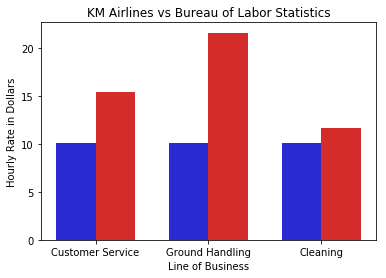 KM Airlines vs Bureau of Labor Statistics
Hourly Rate in Dollars
20
15
10
5
0
Customer Service
Ground Handling
Cleaning
Line of Business